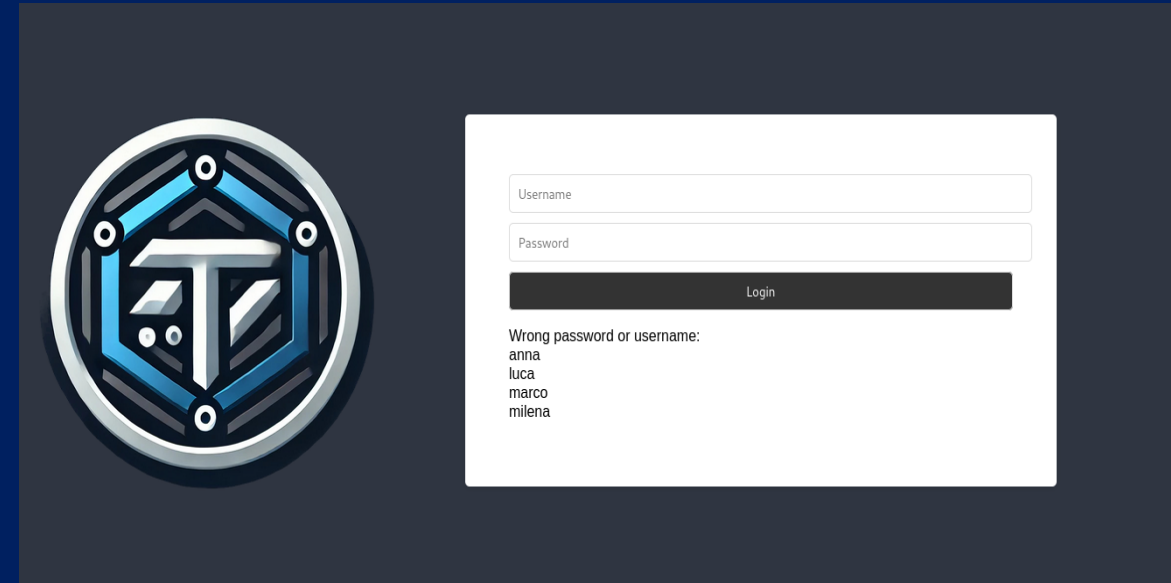 Username
Password
Login
Wrong password or username:
anna
luca
marco
milena